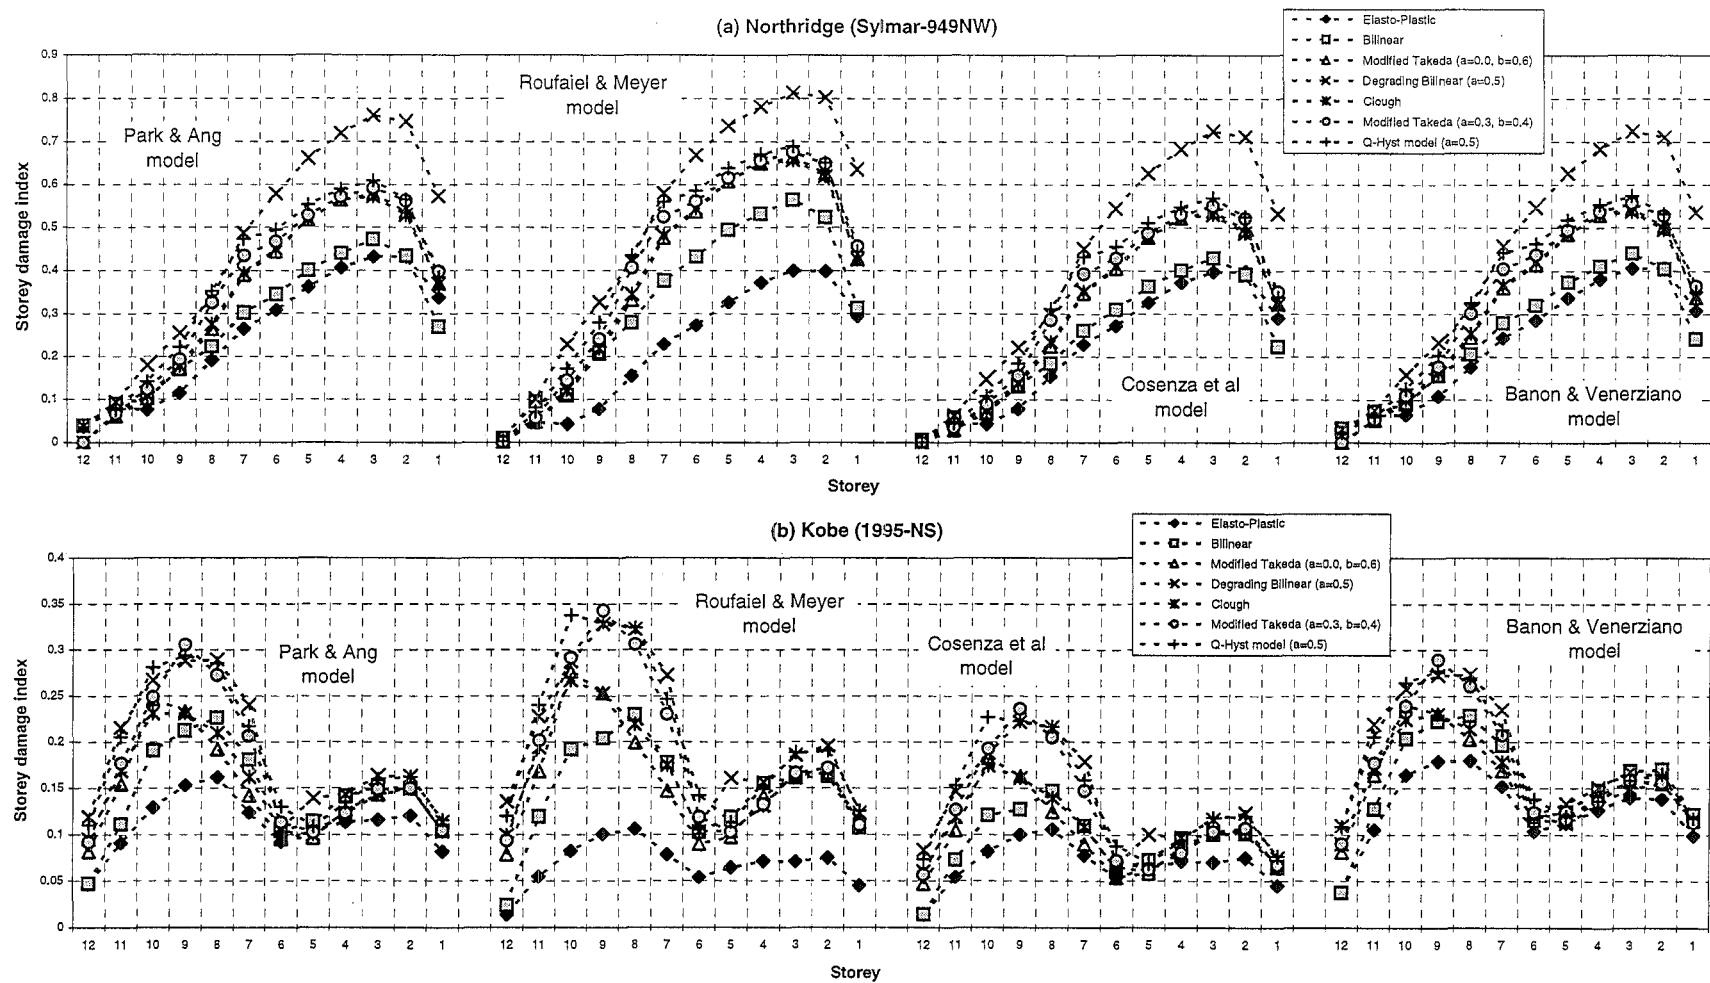 (a) Northridge (Sylmar-949NW)
Elasto-Plastic
Bilinear
Modified Takeda (a=0.0, b=0.6)
Degrading Bilinear (a=0.5)
Clough
Modified Takeda (a=0.3, b=0.4)
Q-Hyst model (a=0.5)
Storey damage index
0.9
0.8
0.7
0.6
0.5
0.4
0.3
0.2
0.1
0
Park & Ang
model
Roufaiel & Meyer
model
Cosenza et al
model
Banon & Venerziano
model
12 11 10 9 8 7 6 5 4 3 2 1 12 11 10 9 8 7 6 5 4 3 2 1 12 11 10 9 8 7 6 5 4 3 2 1 12 11 10 9 8 7 6 5 4 3 2 1
Storey
(b) Kobe (1995-NS)
Elasto-Plastic
Bilinear
Modified Takeda (a=0.0, b=0.6)
Degrading Bilinear (a=0.5)
Clough
Modified Takeda (a=0.3, b=0.4)
Q-Hyst model (a=0.5)
Storey damage index
0.4
0.35
0.3
0.25
0.2
0.15
0.1
0.05
0
Park & Ang
model
Roufaiel & Meyer
model
Cosenza et al
model
Banon & Venerziano
model
12 11 10 9 8 7 6 5 4 3 2 1 12 11 10 9 8 7 6 5 4 3 2 1 12 11 10 9 8 7 6 5 4 3 2 1 12 11 10 9 8 7 6 5 4 3 2 1
Storey